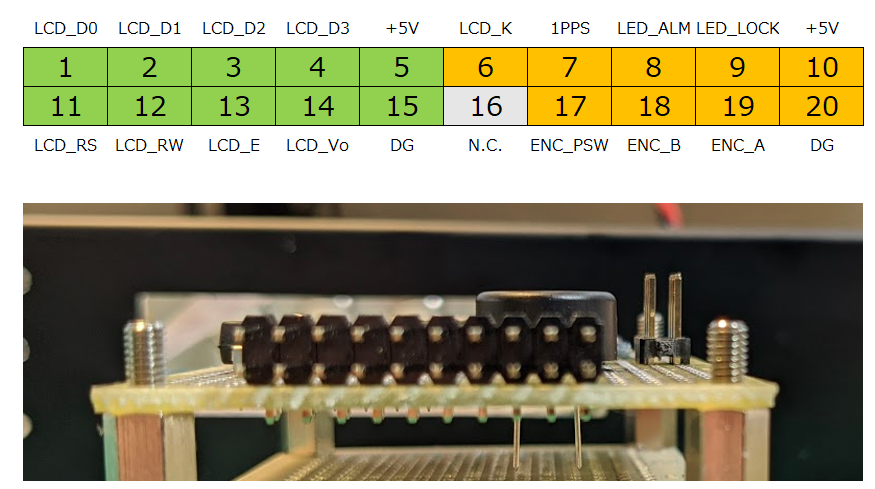 LCD_D0 LCD_D1 LCD_D2 LCD_D3 +5V LCD_K 1PPS LED_ALM LED_LOCK +5V
1 2 3 4 5 6 7 8 9 10
11 12 13 14 15 16 17 18 19 20
LCD_RS LCD_RW LCD_E LCD_Vo DG N.C. ENC_PSW ENC_B ENC_A DG